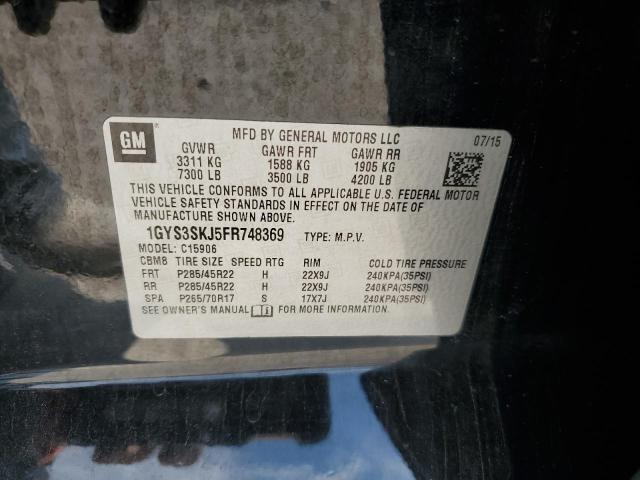 GM
MFD BY GENERAL MOTORS LLC 07/15
GVWR GAWR FRT GAWR RR
3311 KG 1588 KG 1905 KG
7300 LB 3500 LB 4200 LB
THIS VEHICLE CONFORMS TO ALL APPLICABLE U.S. FEDERAL MOTOR
VEHICLE SAFETY STANDARDS IN EFFECT ON THE DATE OF
MANUFACTURE SHOWN ABOVE.
1GYS3SKJ5FR748369 TYPE: M.P.V.
MODEL: C15906
CBM8 TIRE SIZE SPEED RTG RIM COLD TIRE PRESSURE
FRT P285/45R22 H 22X9J 240KPA(35PSI)
RR P285/45R22 H 22X9J 240KPA(35PSI)
SPA P265/70R17 S 17X7J 240KPA(35PSI)
SEE OWNER'S MANUAL FOR MORE INFORMATION.